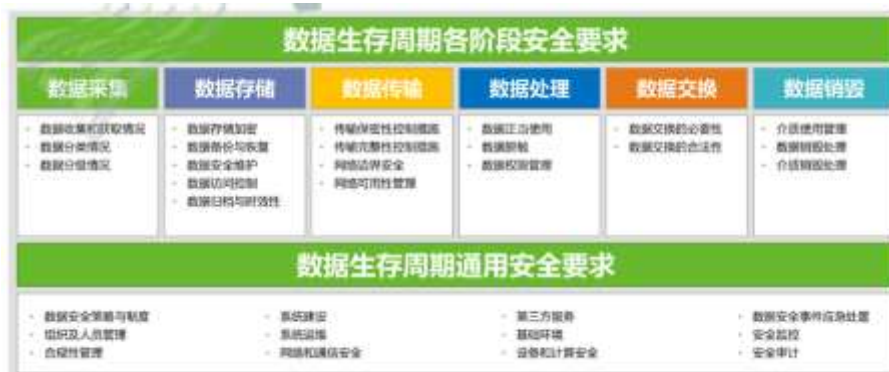 数据生存周期各阶段安全要求
数据采集
数据收集和获取情况
数据分类情况
数据分级情况
数据存储
数据存储加密
数据备份与恢复
数据安全维护
数据访问控制
数据归档与时效性
数据传输
传输保密性控制措施
传输完整性控制措施
网络边界安全
网络可用性管理
数据处理
数据正当使用
数据脱敏
数据权限管理
数据交换
数据交换的必要性
数据交换的合法性
数据销毁
介质使用管理
数据销毁处理
介质销毁处理
数据生存周期通用安全要求
数据安全策略与制度
组织及人员管理
合规性管理
系统建设
系统运维
网络和通信安全
第三方服务
基础环境
设备和计算安全
数据安全事件应急处置
安全监控
安全审计